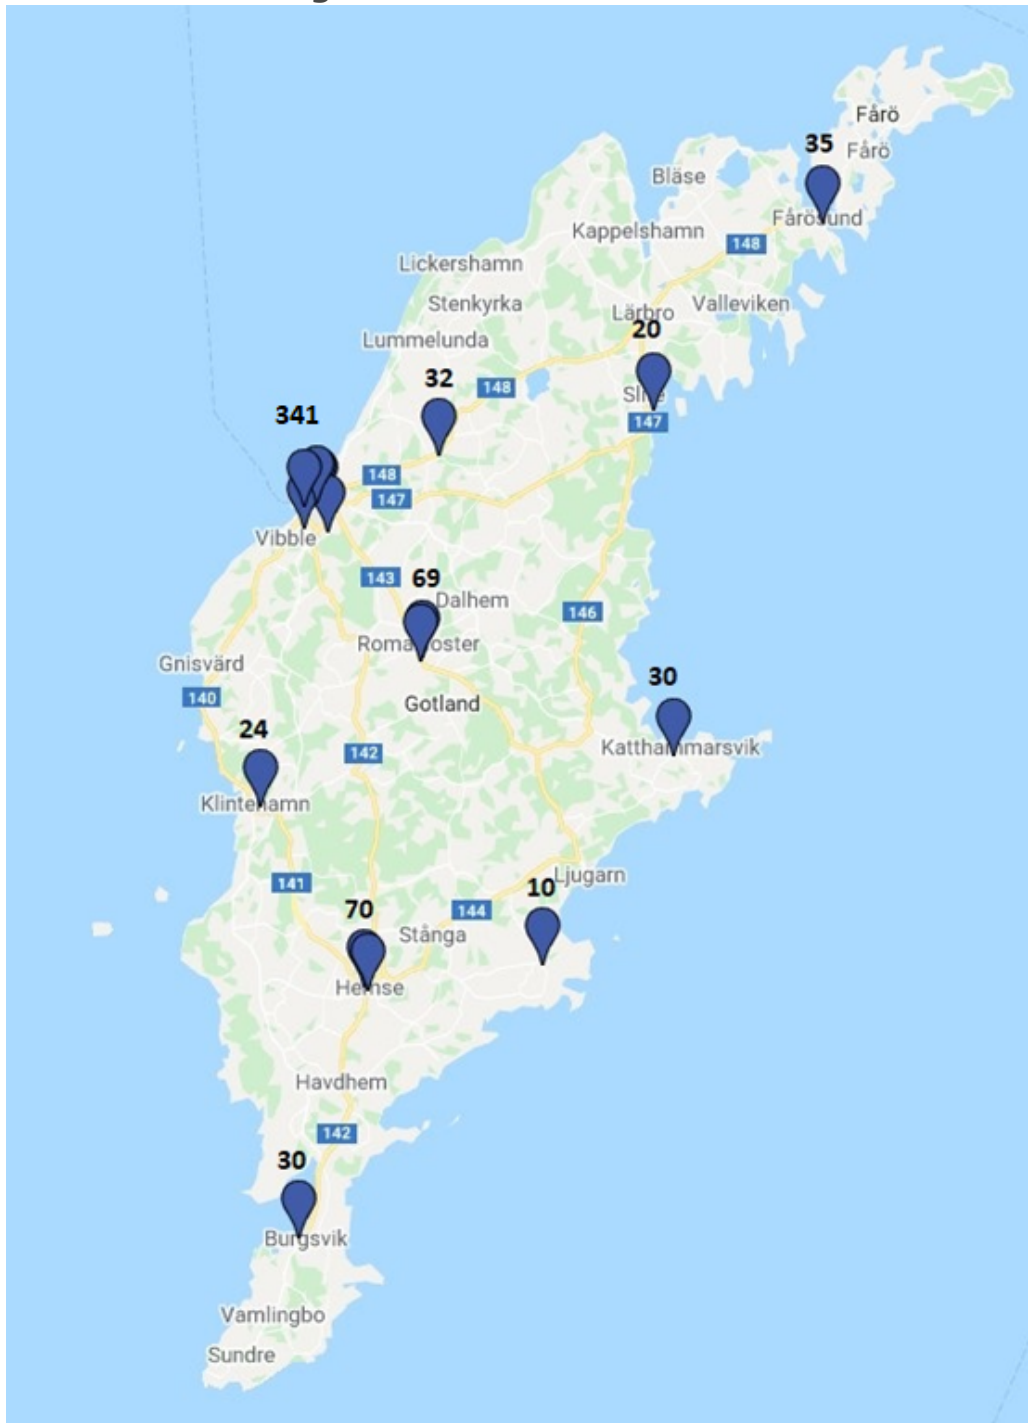 Fårö
35
Fårö
Bläse
Fårösund
Kappelshamn
148
Lickershamn
Stenkyrka
Valleviken
Lärbro
20
Lummelunda
32
148
147
341
148
147
Vibble
143
69
Dalhem
146
Gnisvärd
140
Gotland
30
24
142
Katthammarsvik
Klintehamn
141
Ljugarn
10
70
144
Stånga
Hemse
Havdhem
142
30
Burgsvik
Vamlingbo
Sundre